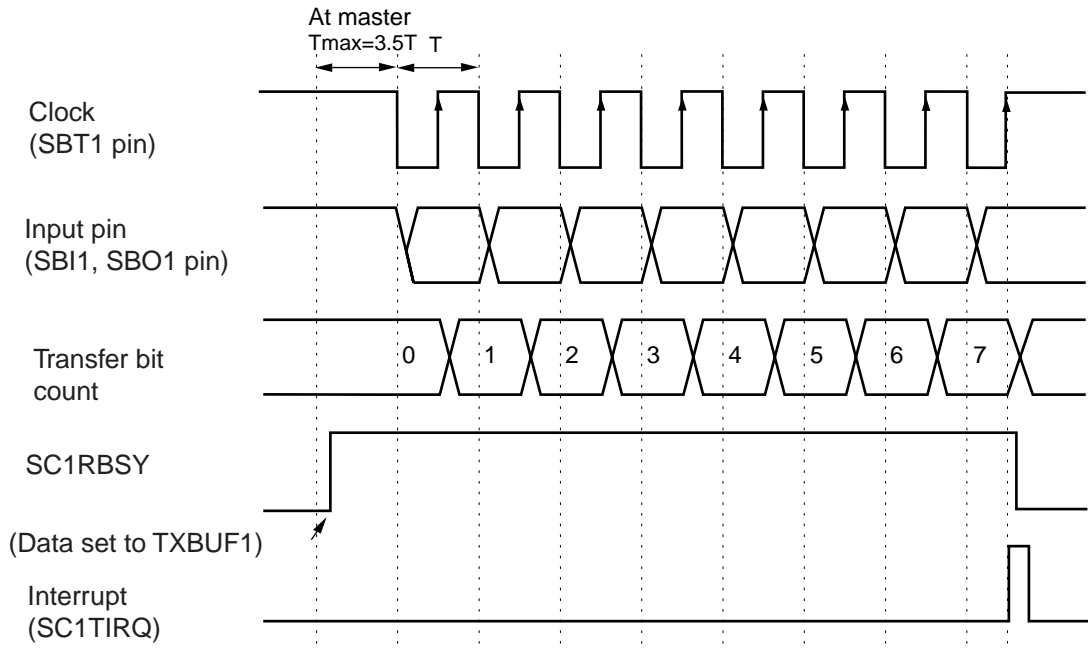 At master
Tmax=3.5T T
Clock
(SBT1 pin)
Input pin
(SBI1, SBO1 pin)
Transfer bit
count
0 1 2 3 4 5 6 7
SC1RBSY
(Data set to TXBUF1)
Interrupt
(SC1TIRQ)